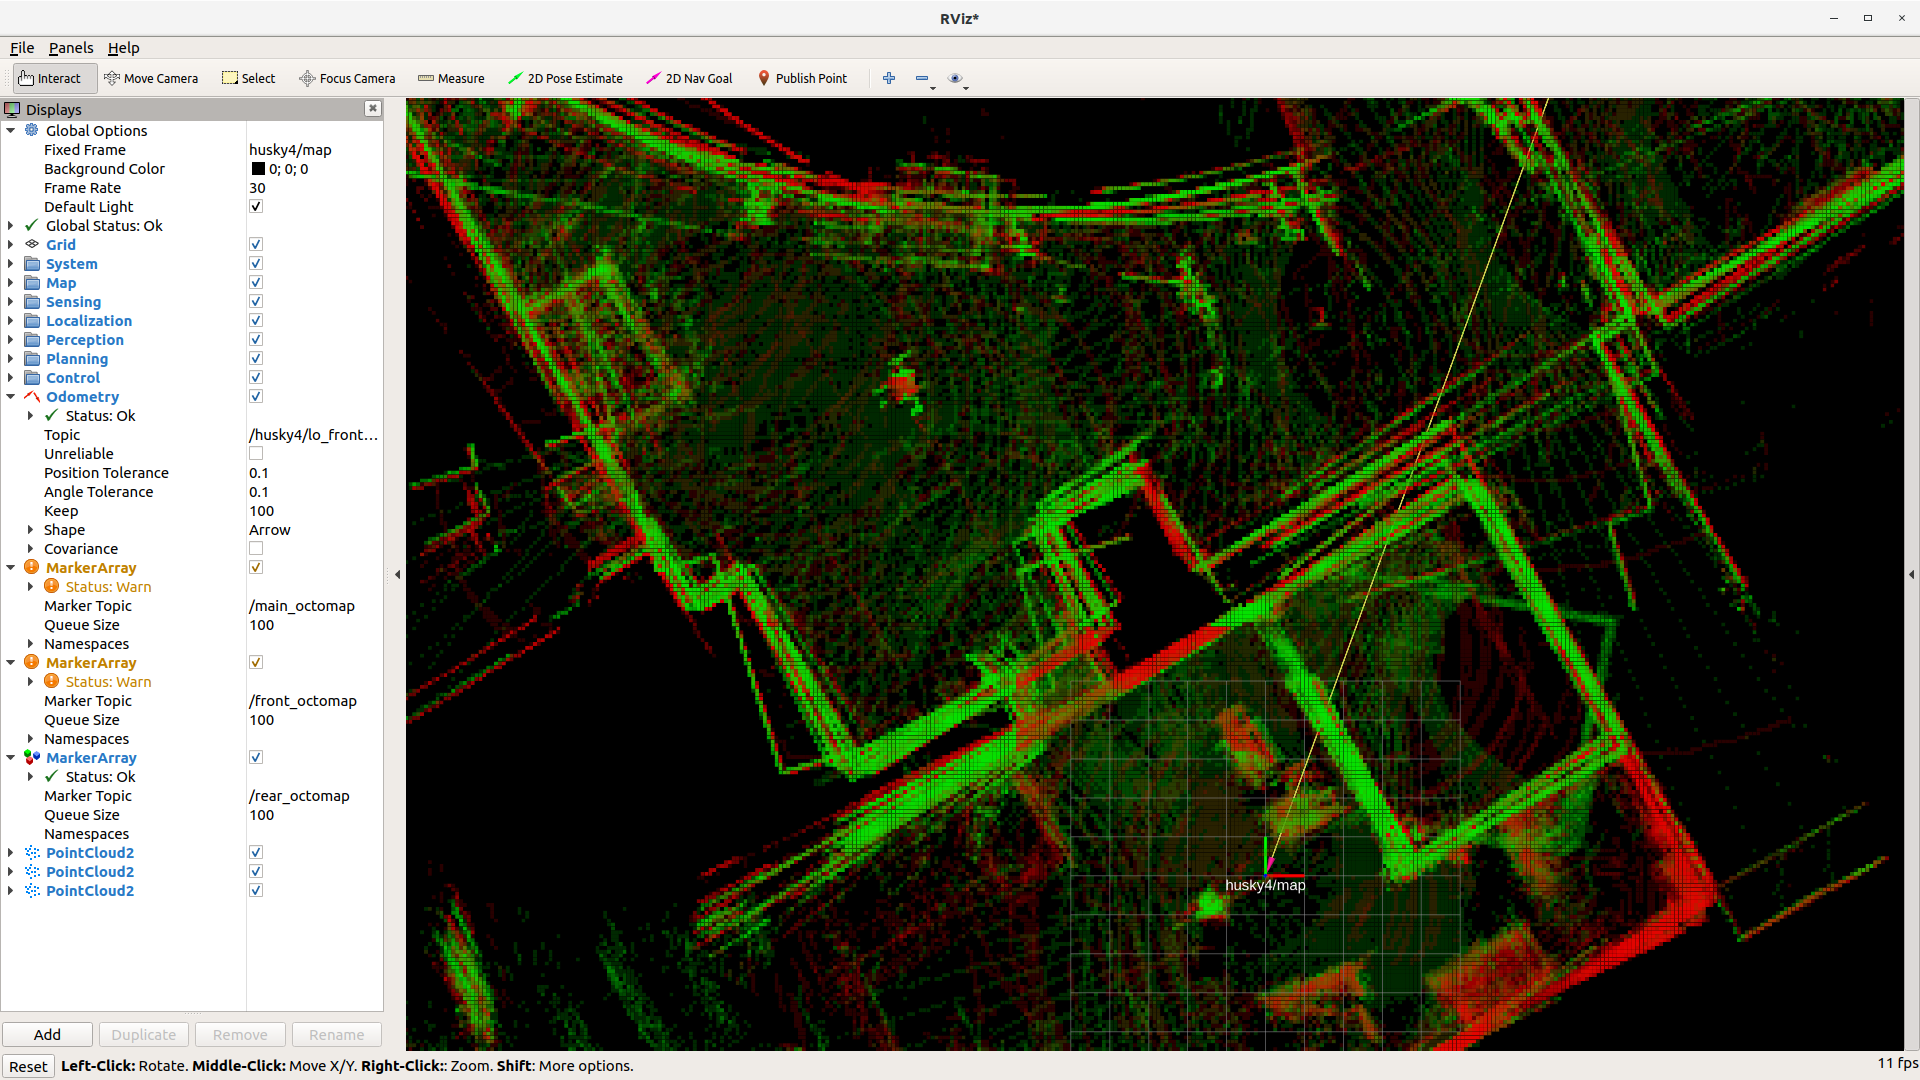 RViz*
File Panels Help
Interact Move Camera Select Focus Camera Measure 2D Pose Estimate 2D Nav Goal Publish Point
Displays
Global Options
Fixed Frame husky4/map
Background Color 0; 0; 0
Frame Rate 30
Default Light
Global Status: Ok
Grid
System
Map
Sensing
Localization
Perception
Planning
Control
Odometry
Status: Ok
Topic /husky4/lo_front…
Unreliable
Position Tolerance 0.1
Angle Tolerance 0.1
Keep 100
Shape Arrow
Covariance
MarkerArray
Status: Warn
Marker Topic /main_octomap
Queue Size 100
Namespaces
MarkerArray
Status: Warn
Marker Topic /front_octomap
Queue Size 100
Namespaces
MarkerArray
Status: Ok
Marker Topic /rear_octomap
Queue Size 100
Namespaces
PointCloud2
PointCloud2
PointCloud2
husky4/map
Add Duplicate Remove Rename
Reset Left-Click: Rotate. Middle-Click: Move X/Y. Right-Click:: Zoom. Shift: More options. 11 fps